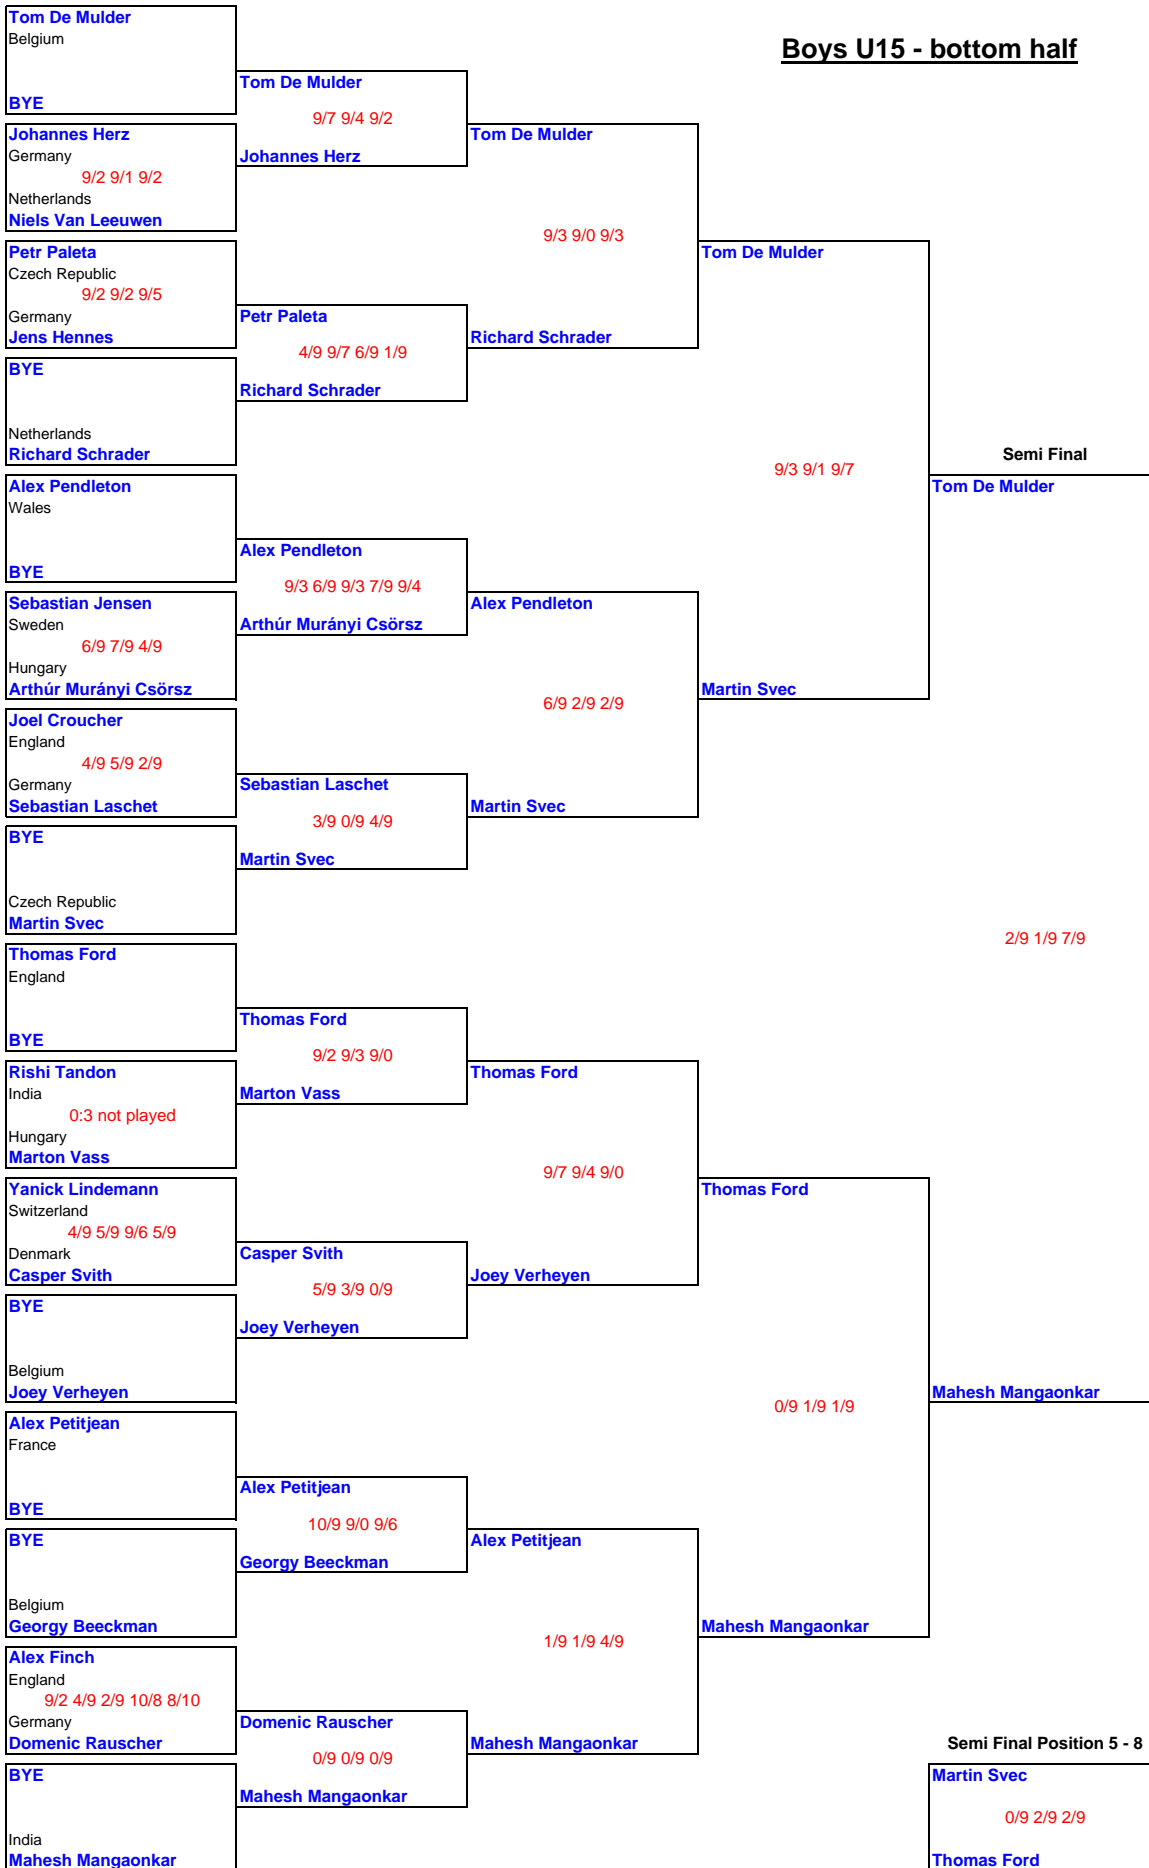 Boys U15 - bottom half
Tom De Mulder
Belgium
BYE
Johannes Herz
Germany
9/2 9/1 9/2
Netherlands
Niels Van Leeuwen
Petr Paleta
Czech Republic
9/2 9/2 9/5
Germany
Jens Hennes
BYE
Netherlands
Richard Schrader
Alex Pendleton
Wales
BYE
Sebastian Jensen
Sweden
6/9 7/9 4/9
Hungary
Arthúr Murányi Csörsz
Joel Croucher
England
4/9 5/9 2/9
Germany
Sebastian Laschet
BYE
Czech Republic
Martin Svec
Thomas Ford
England
BYE
Rishi Tandon
India
0:3 not played
Hungary
Marton Vass
Yanick Lindemann
Switzerland
4/9 5/9 9/6 5/9
Denmark
Casper Svith
BYE
Belgium
Joey Verheyen
Alex Petitjean
France
BYE
BYE
Belgium
Georgy Beeckman
Alex Finch
England
9/2 4/9 2/9 10/8 8/10
Germany
Domenic Rauscher
BYE
India
Mahesh Mangaonkar
Tom De Mulder
9/7 9/4 9/2
Johannes Herz
Petr Paleta
4/9 9/7 6/9 1/9
Richard Schrader
Alex Pendleton
9/3 6/9 9/3 7/9 9/4
Arthúr Murányi Csörsz
Sebastian Laschet
3/9 0/9 4/9
Martin Svec
Thomas Ford
9/2 9/3 9/0
Marton Vass
Casper Svith
5/9 3/9 0/9
Joey Verheyen
Alex Petitjean
10/9 9/0 9/6
Georgy Beeckman
Domenic Rauscher
0/9 0/9 0/9
Mahesh Mangaonkar
Tom De Mulder
9/3 9/0 9/3
Richard Schrader
Alex Pendleton
6/9 2/9 2/9
Martin Svec
Thomas Ford
9/7 9/4 9/0
Joey Verheyen
Alex Petitjean
1/9 1/9 4/9
Mahesh Mangaonkar
Tom De Mulder
9/3 9/1 9/7
Martin Svec
Thomas Ford
0/9 1/9 1/9
Mahesh Mangaonkar
Semi Final
Tom De Mulder
2/9 1/9 7/9
Mahesh Mangaonkar
Semi Final Position 5 - 8
Martin Svec
0/9 2/9 2/9
Thomas Ford